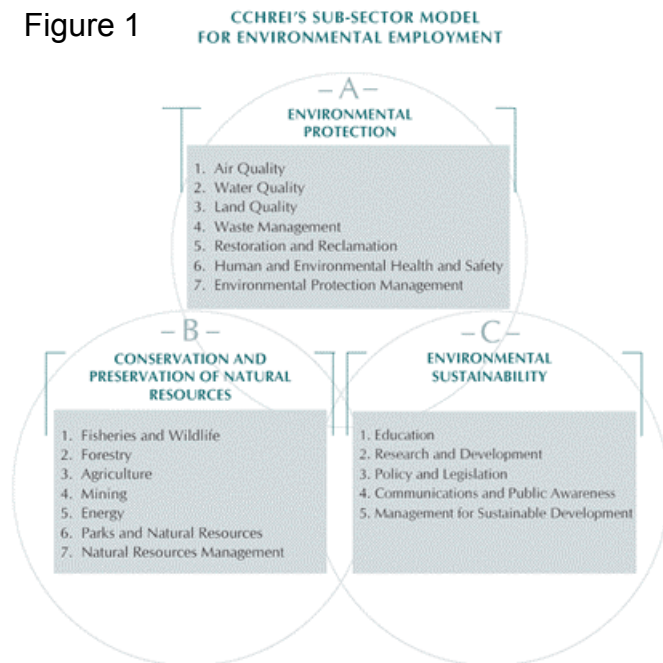 Figure 1
CCHREI'S SUB-SECTOR MODEL
FOR ENVIRONMENTAL EMPLOYMENT
– A –
ENVIRONMENTAL
PROTECTION
1. Air Quality
2. Water Quality
3. Land Quality
4. Waste Management
5. Restoration and Reclamation
6. Human and Environmental Health and Safety
7. Environmental Protection Management
– B –
CONSERVATION AND
PRESERVATION OF NATURAL
RESOURCES
1. Fisheries and Wildlife
2. Forestry
3. Agriculture
4. Mining
5. Energy
6. Parks and Natural Resources
7. Natural Resources Management
– C –
ENVIRONMENTAL
SUSTAINABILITY
1. Education
2. Research and Development
3. Policy and Legislation
4. Communications and Public Awareness
5. Management for Sustainable Development